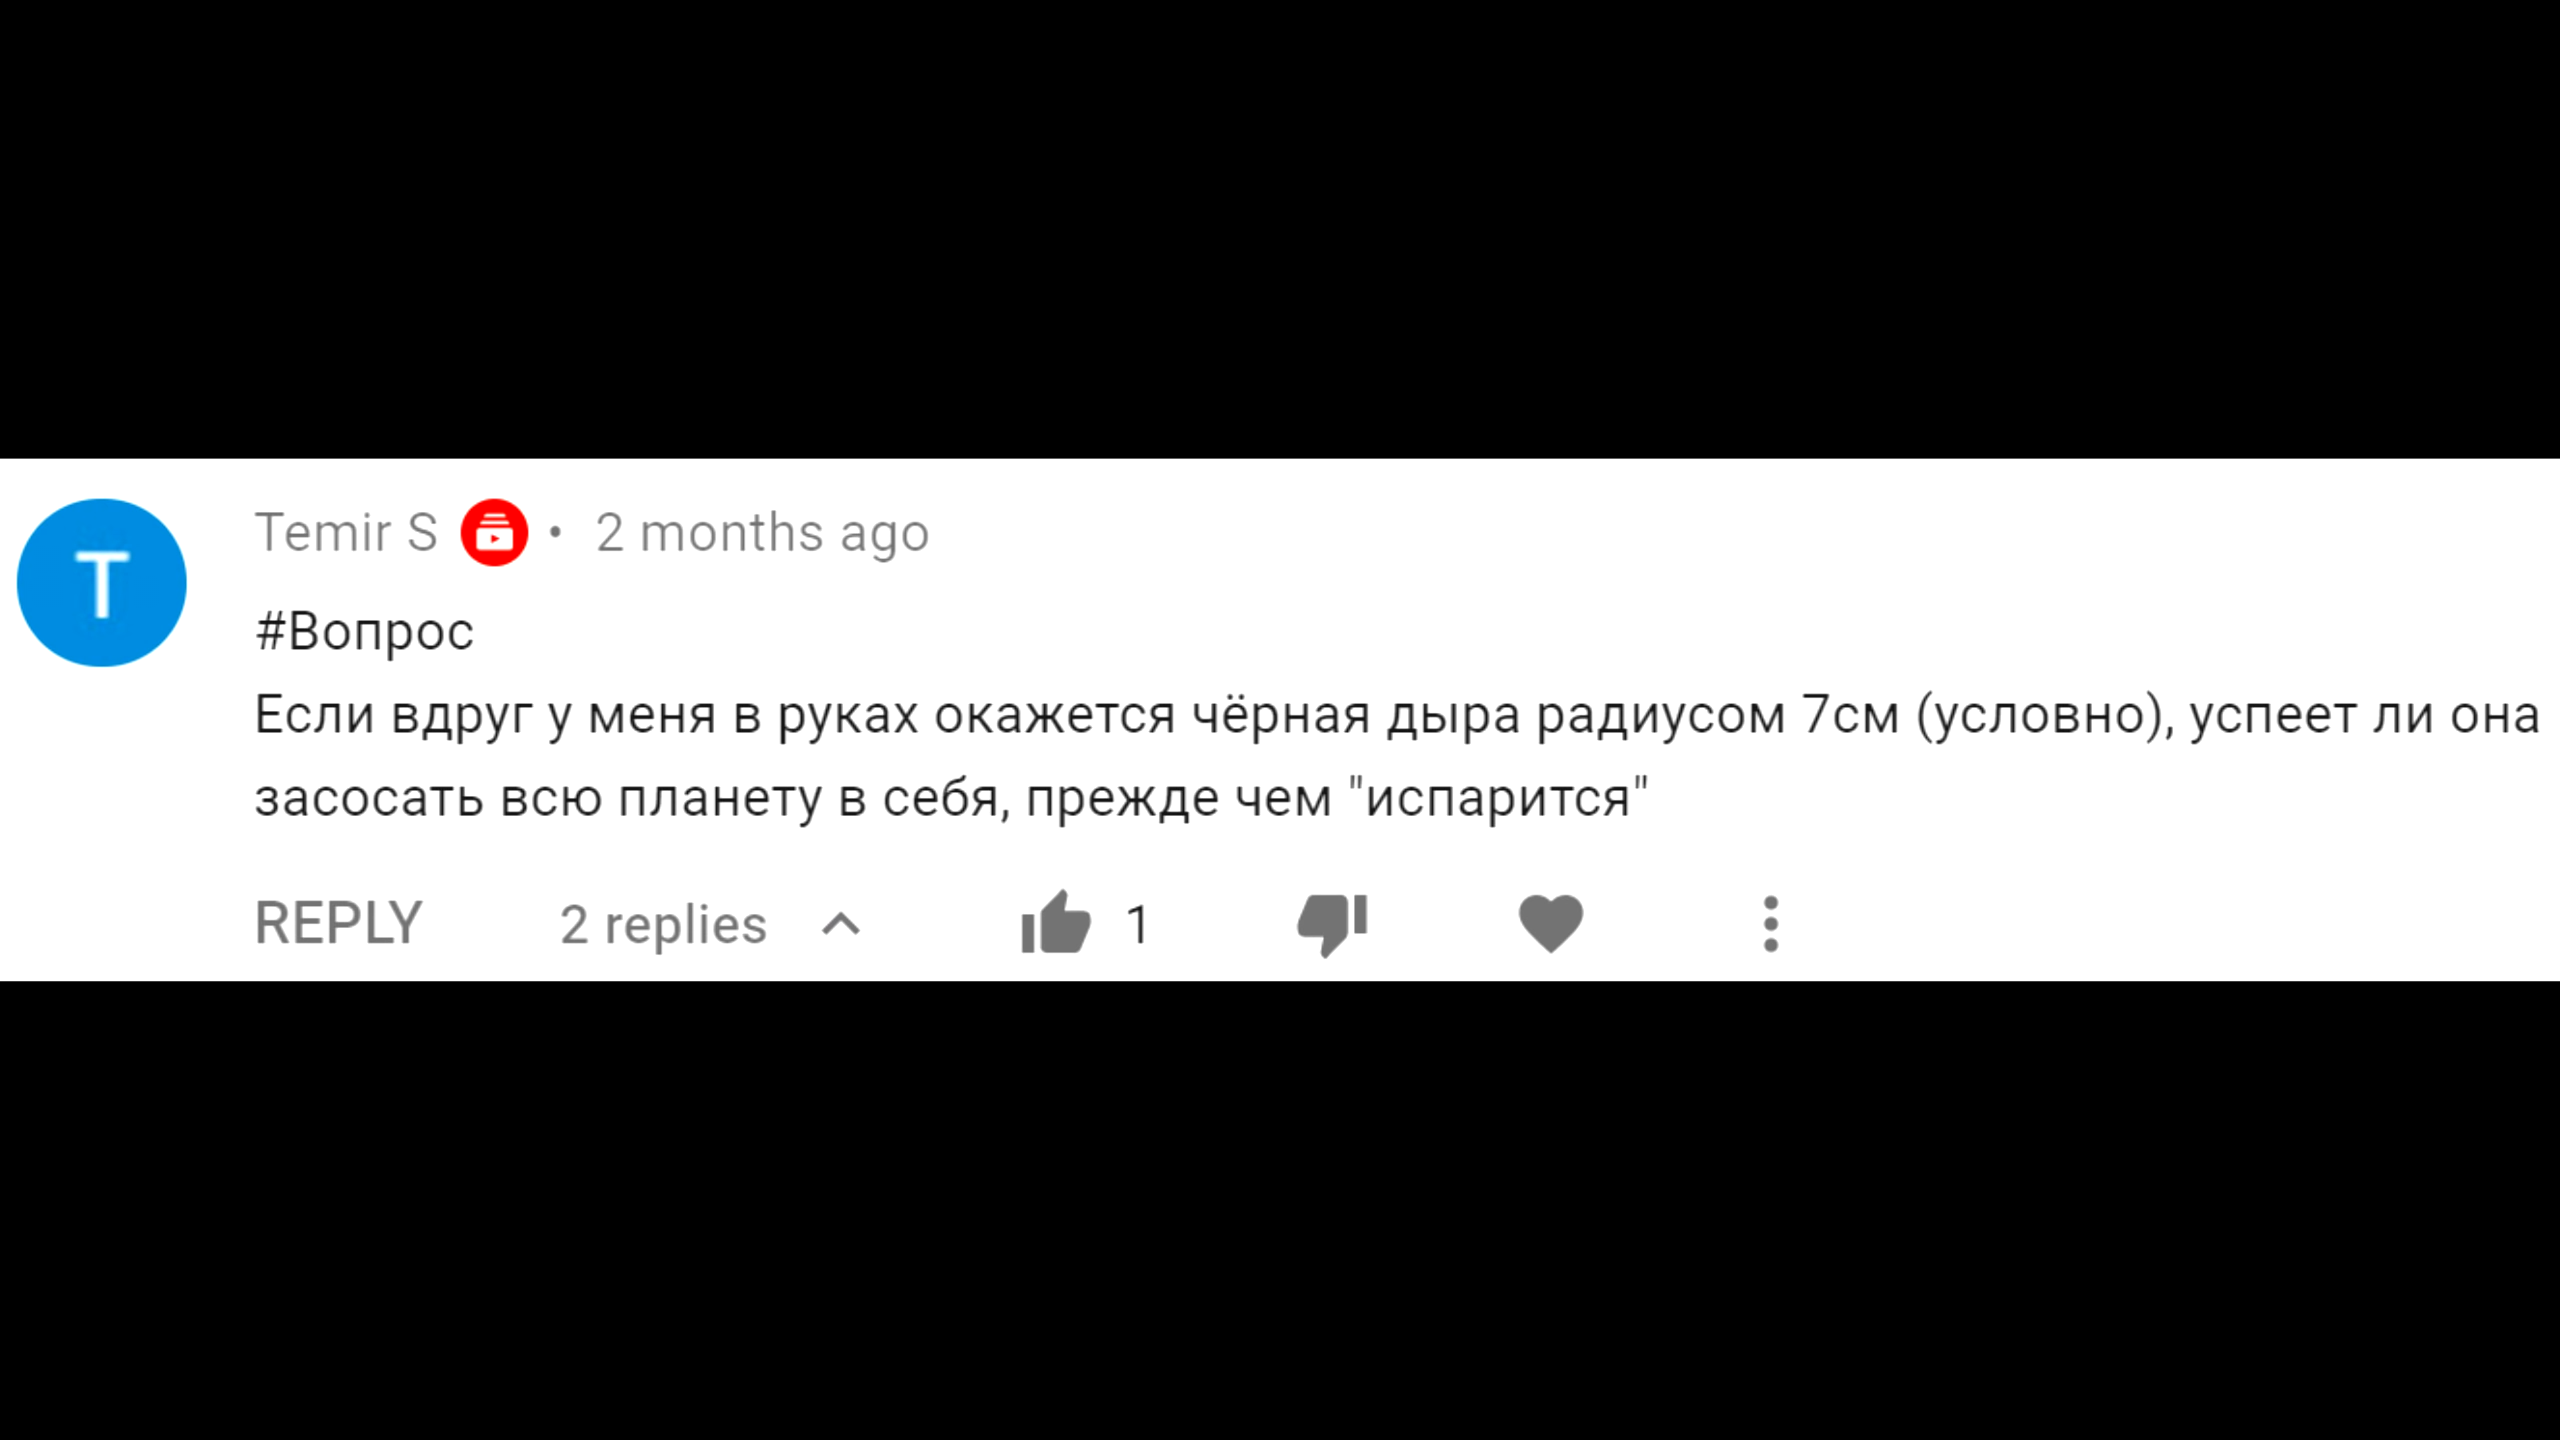 T
Temir S • 2 months ago
#Вопрос
Если вдруг у меня в руках окажется чёрная дыра радиусом 7см (условно), успеет ли она
засосать всю планету в себя, прежде чем "испарится"
REPLY 2 replies 1